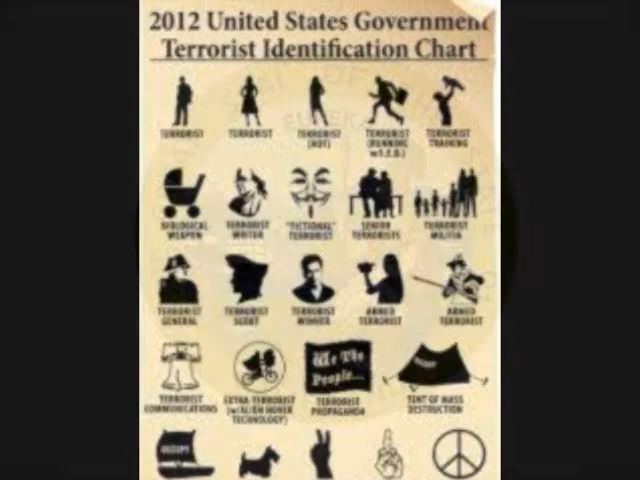 2012 United States Government
Terrorist Identification Chart
TERRORIST
TERRORIST
TERRORIST
(HOT)
TERRORIST
(RUNNING
w/I.E.D.)
TERRORIST
TRAINING
BIOLOGICAL
WEAPON
TERRORIST
WRITER
"FICTIONAL"
TERRORIST
SENIOR
TERRORISTS
TERRORIST
MILITIA
TERRORIST
GENERAL
TERRORIST
SCOUT
TERRORIST
ARMED
TERRORIST
ARMED
TERRORIST
We The
People...
TERRORIST
COMMUNICATIONS
EXTRA-TERRORIST
(w/ALIEN HOVER
TECHNOLOGY)
TERRORIST
PROPAGANDA
TENT OF MASS
DESTRUCTION
OCCUPY